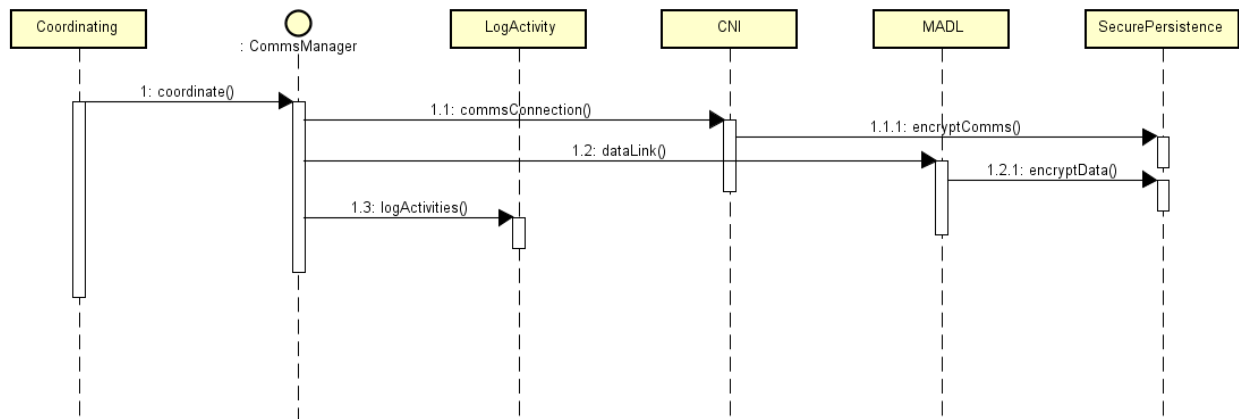 Coordinating
: CommsManager
LogActivity
CNI
MADL
SecurePersistence
1: coordinate()
1.1: commsConnection()
1.1.1: encryptComms()
1.2: dataLink()
1.2.1: encryptData()
1.3: logActivities()